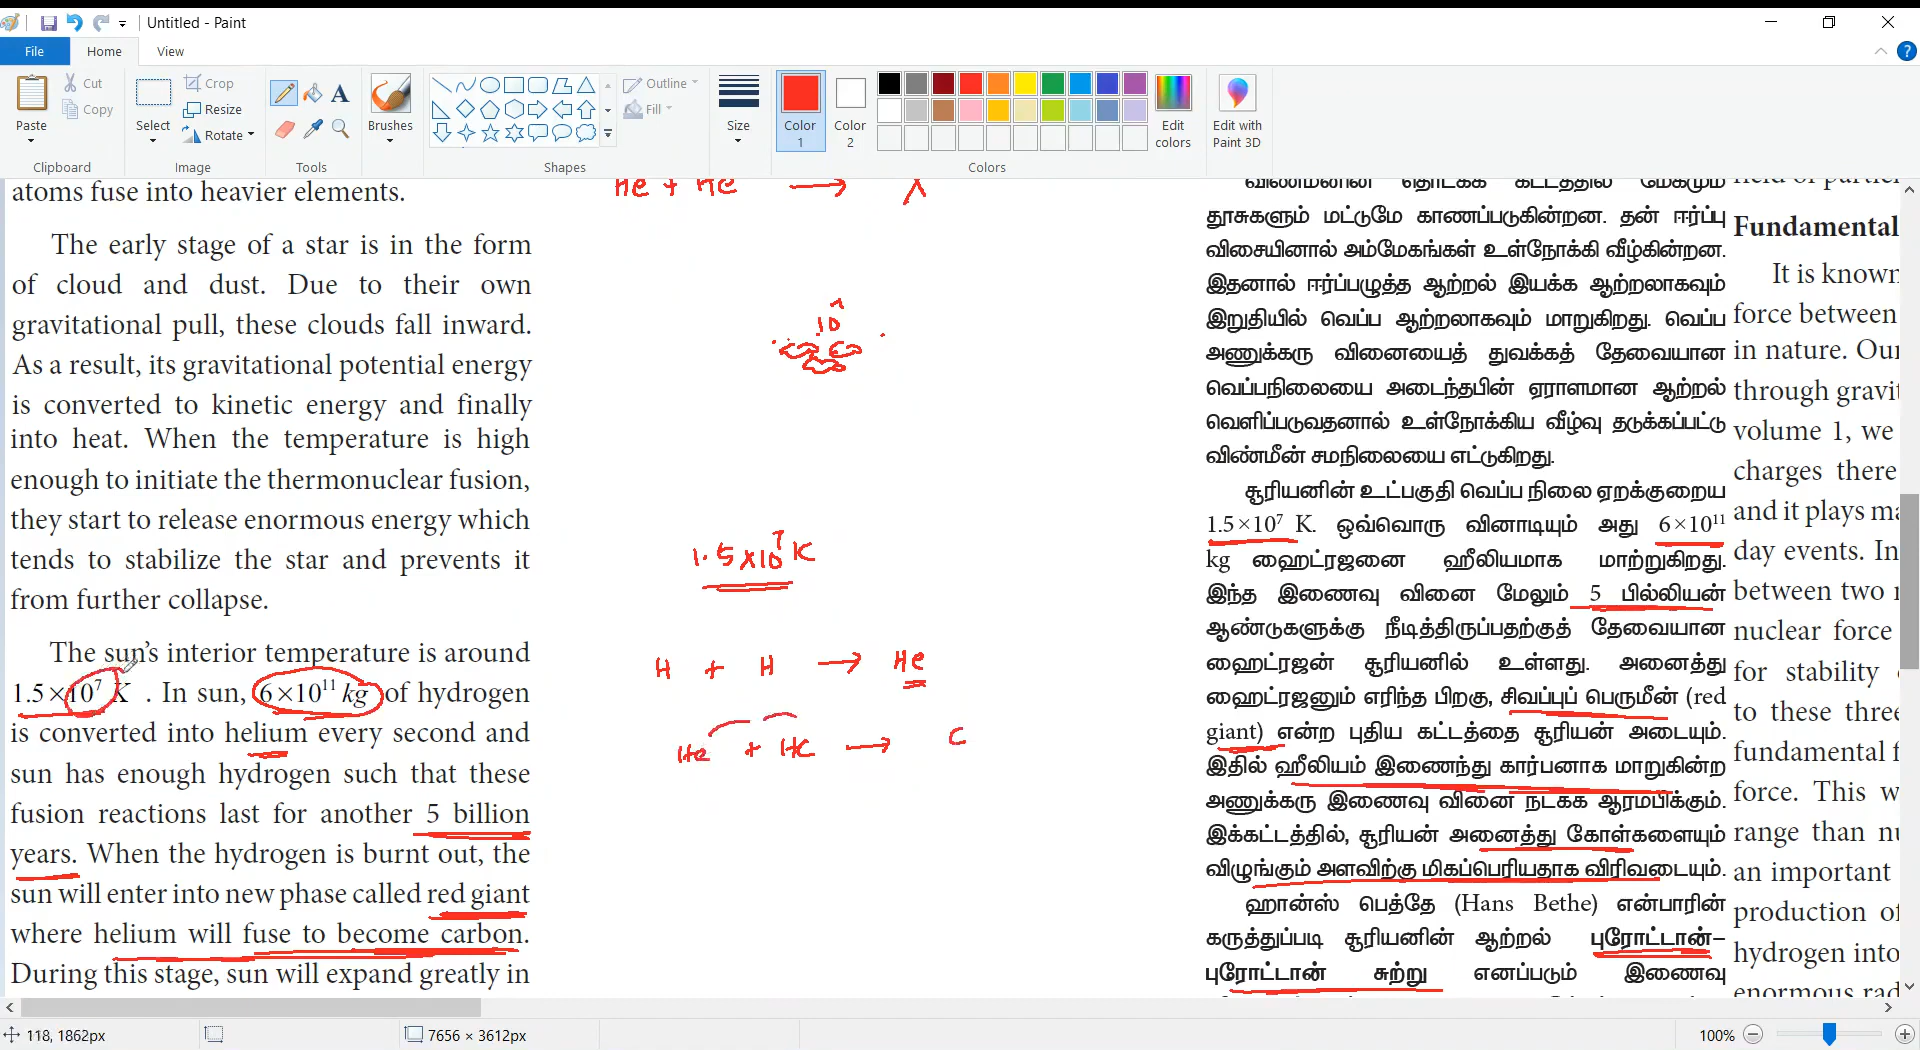 Untitled - Paint
File Home View
Paste
Cut
Copy
Clipboard
Select
Crop
Resize
Rotate
Image
Tools
Brushes
Shapes
Outline
Fill
Size
Color 1
Color 2
Edit colors
Edit with Paint 3D
Colors
atoms fuse into heavier elements.
The early stage of a star is in the form
of cloud and dust. Due to their own
gravitational pull, these clouds fall inward.
As a result, its gravitational potential energy
is converted to kinetic energy and finally
into heat. When the temperature is high
enough to initiate the thermonuclear fusion,
they start to release enormous energy which
tends to stabilize the star and prevents it
from further collapse.
The sun's interior temperature is around
1.5×10⁷ K . In sun, 6×10¹¹ kg of hydrogen
is converted into helium every second and
sun has enough hydrogen such that these
fusion reactions last for another 5 billion
years. When the hydrogen is burnt out, the
sun will enter into new phase called red giant
where helium will fuse to become carbon.
During this stage, sun will expand greatly in
He + He →
10
1.5×10⁷ K
H + H → He
He + He → C
விண்மீனின் தொடக்க கட்டத்தில் மேகமும்
தூசுகளும் மட்டுமே காணப்படுகின்றன. தன் ஈர்ப்பு
விசையினால் அம்மேகங்கள் உள்நோக்கி வீழ்கின்றன.
இதனால் ஈர்ப்பழுத்த ஆற்றல் இயக்க ஆற்றலாகவும்
இறுதியில் வெப்ப ஆற்றலாகவும் மாறுகிறது. வெப்ப
அணுக்கரு வினையைத் துவக்கத் தேவையான
வெப்பநிலையை அடைந்தபின் ஏராளமான ஆற்றல்
வெளிப்படுவதனால் உள்நோக்கிய வீழ்வு தடுக்கப்பட்டு
விண்மீன் சமநிலையை எட்டுகிறது.
சூரியனின் உட்பகுதி வெப்ப நிலை ஏறக்குறைய
1.5×10⁷ K. ஒவ்வொரு வினாடியும் அது 6×10¹¹
kg ஹைட்ரஜனை ஹீலியமாக மாற்றுகிறது.
இந்த இணைவு வினை மேலும் 5 பில்லியன்
ஆண்டுகளுக்கு நீடித்திருப்பதற்குத் தேவையான
ஹைட்ரஜன் சூரியனில் உள்ளது. அனைத்து
ஹைட்ரஜனும் எரிந்த பிறகு, சிவப்புப் பெருமீன் (red
giant) என்ற புதிய கட்டத்தை சூரியன் அடையும்.
இதில் ஹீலியம் இணைந்து கார்பனாக மாறுகின்ற
அணுக்கரு இணைவு வினை நடக்க ஆரம்பிக்கும்.
இக்கட்டத்தில், சூரியன் அனைத்து கோள்களையும்
விழுங்கும் அளவிற்கு மிகப்பெரியதாக விரிவடையும்.
ஹான்ஸ் பெத்தே (Hans Bethe) என்பாரின்
கருத்துப்படி சூரியனின் ஆற்றல் புரோட்டான்–
புரோட்டான் சுற்று எனப்படும் இணைவு
field of
Fundamental
It is known
force between
in nature. Our
through
volume 1, we
charges there
and it plays
day events. In
between two
nuclear force
for stability
to these three
fundamental
force. This
range than
an important
production of
hydrogen into
enormous
118, 1862px
7656 × 3612px
100%